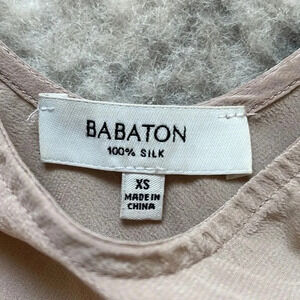 BABATON
100% SILK
XS
MADE IN
CHINA